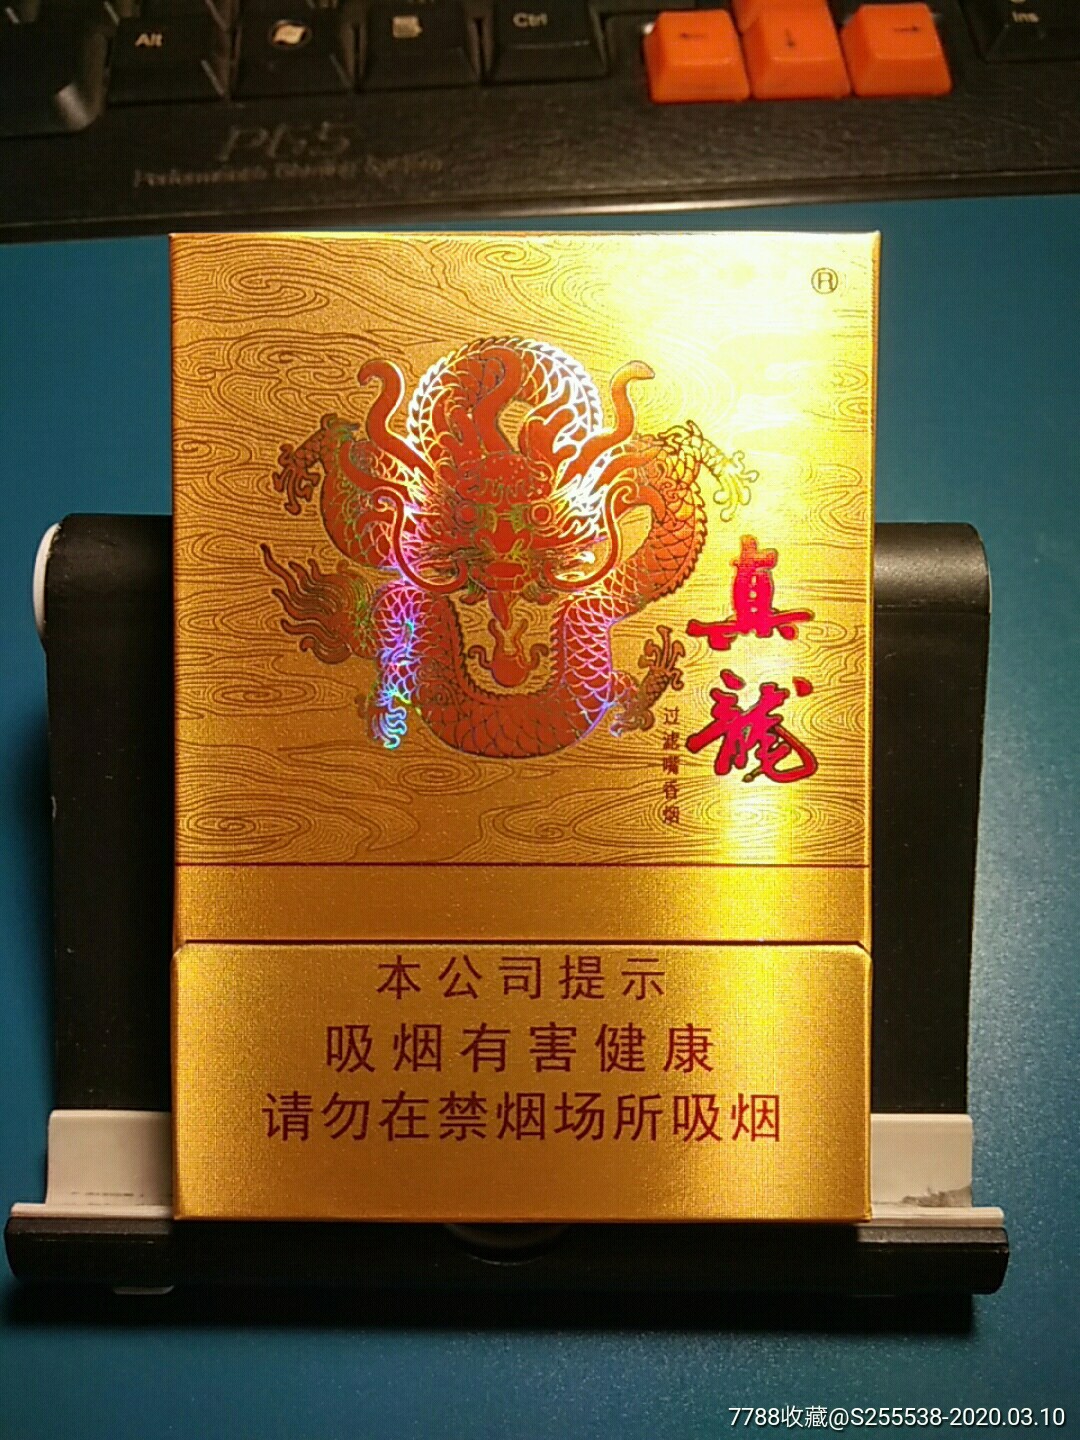 Alt
Ctrl
Ins
←
↓
→
®
真龍
过滤嘴香烟
本公司提示
吸烟有害健康
请勿在禁烟场所吸烟
7788收藏@S255538-2020.03.10